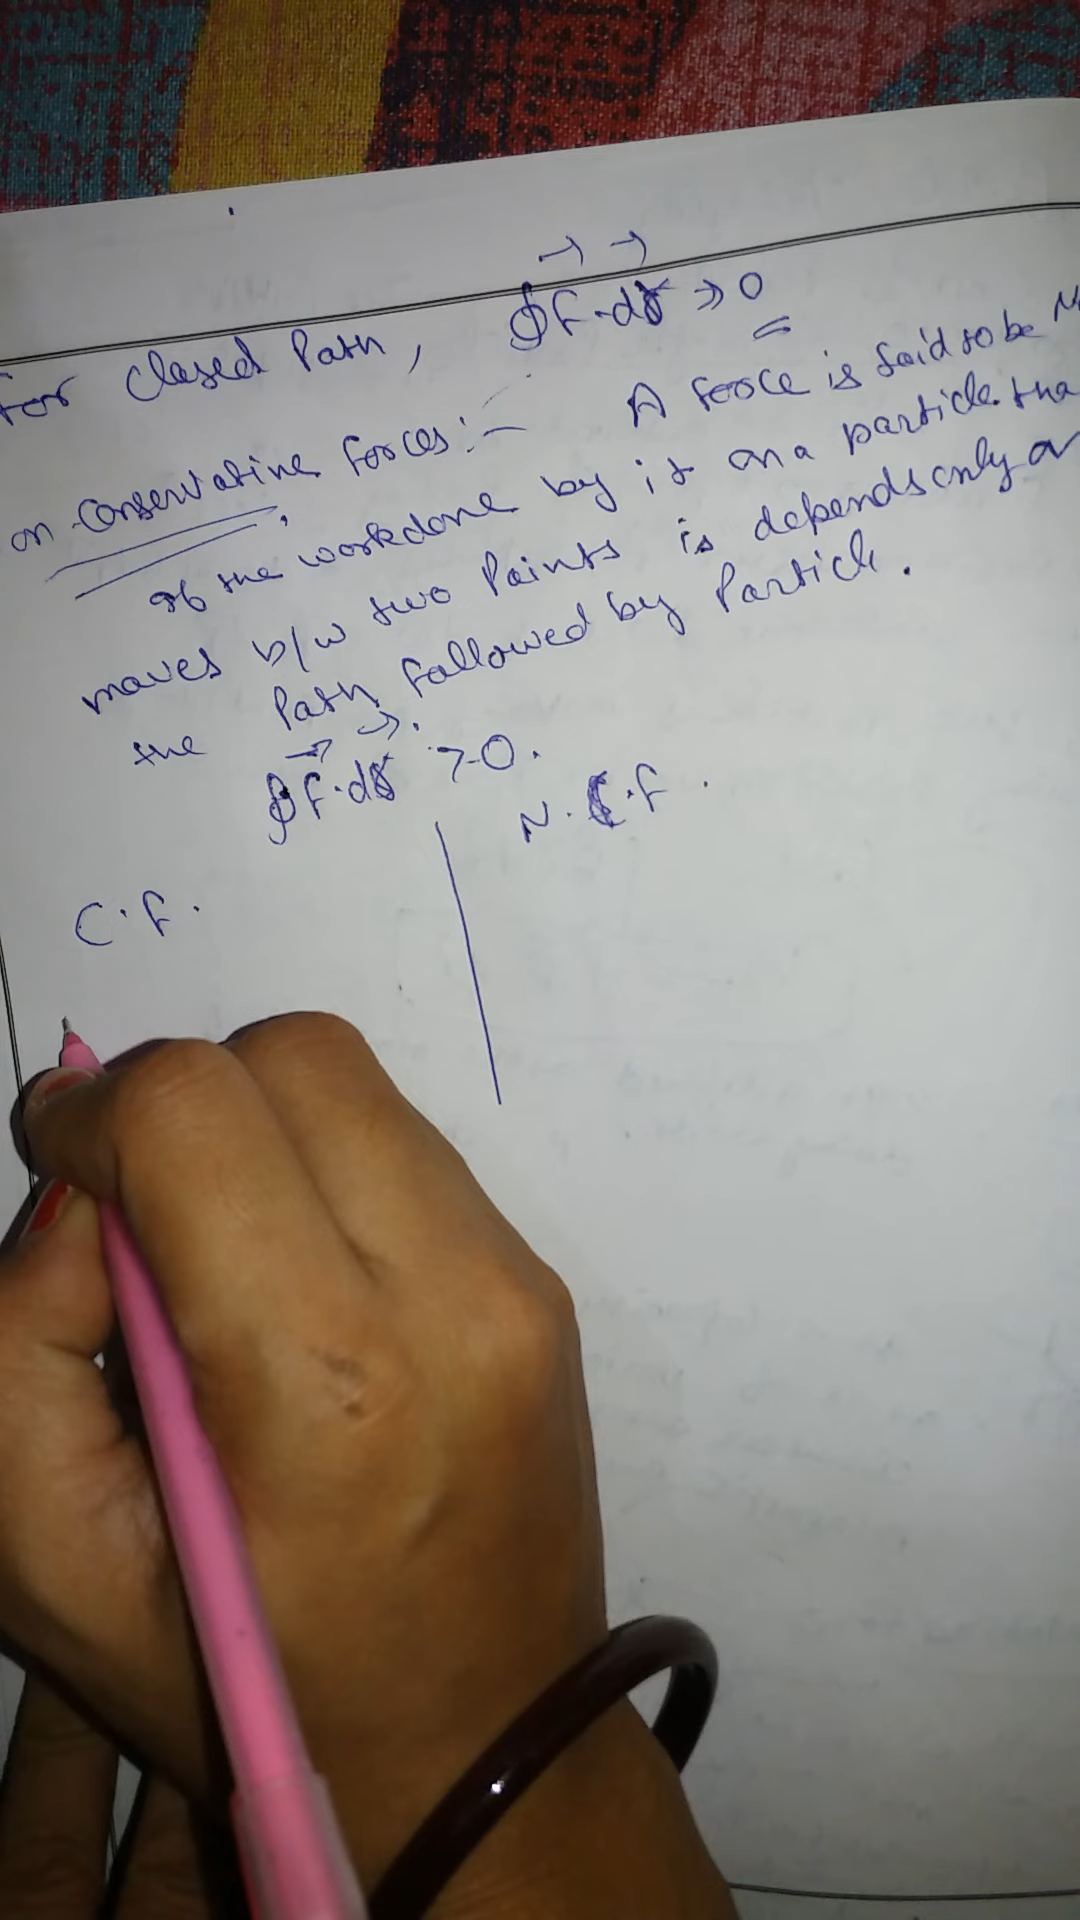 For Closed Path, ∮F⃗·dr⃗ ⇒ 0
on-Conservative Forces:- A force is said to be
If the workdone by it on a particle tha
moves b/w two Points is depends only o
the Path followed by Particle.
∮F⃗·dr⃗ > 0.
C.F.
N.C.F.